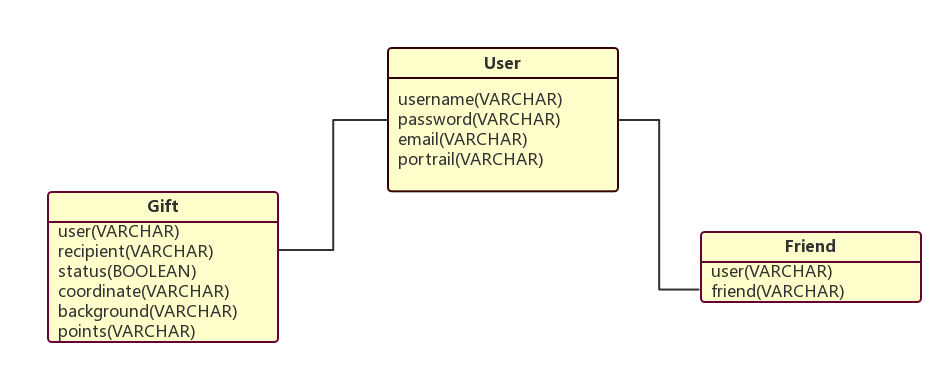 User
username(VARCHAR)
password(VARCHAR)
email(VARCHAR)
portrail(VARCHAR)
Gift
user(VARCHAR)
recipient(VARCHAR)
status(BOOLEAN)
coordinate(VARCHAR)
background(VARCHAR)
points(VARCHAR)
Friend
user(VARCHAR)
friend(VARCHAR)